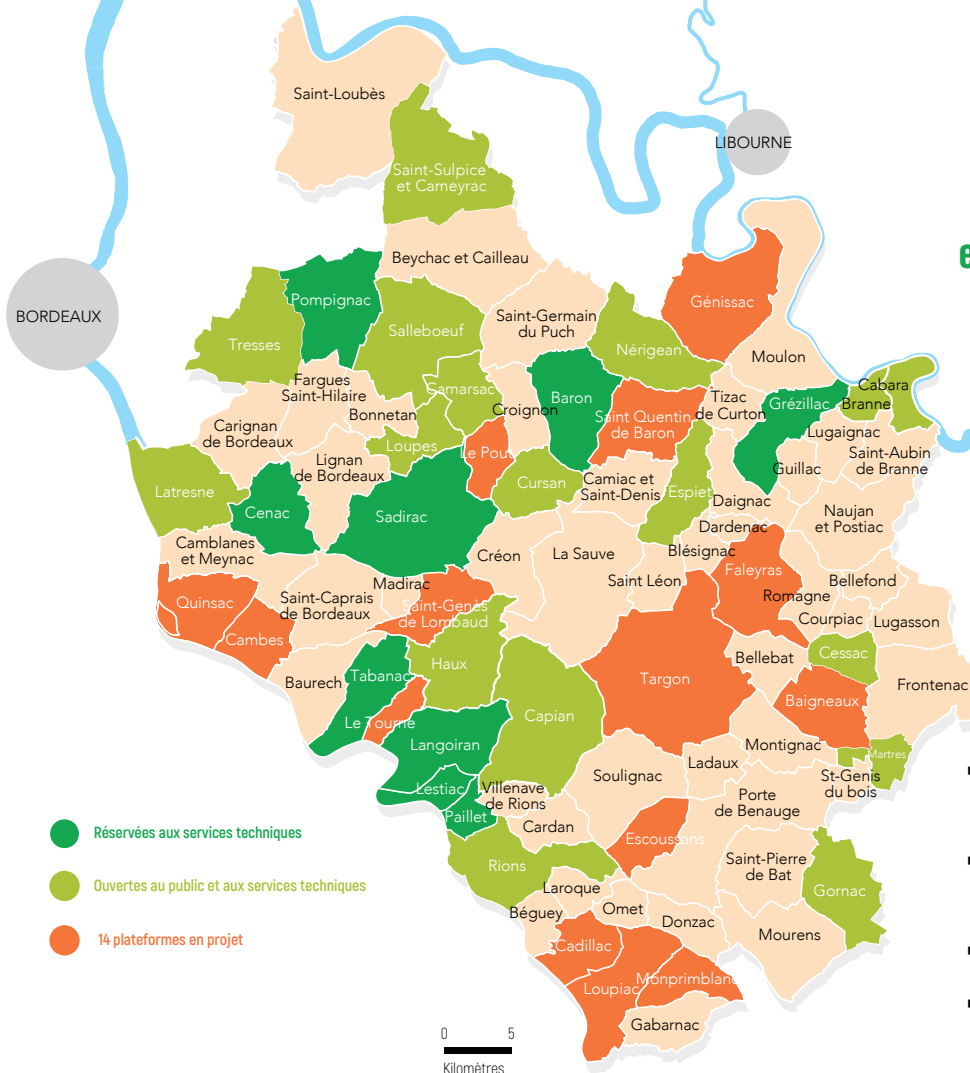 Saint-Loubès
LIBOURNE
Saint-Sulpice
et Cameyrac
Beychac et Cailleau
Pompignac
Génissac
BORDEAUX
Saint-Germain
du Puch
Salleboeuf
Tresses
Nérigean
Moulon
Fargues
Saint-Hilaire
Samarsac
Cabara
Baron
Tizac
de Curton
Grézillac
Branne
Bonnetan
Croignon
Saint Quentin
de Baron
Carignan
de Bordeaux
Lugaignac
Loupes
Le Pout
Saint-Aubin
de Branne
Lignan
de Bordeaux
Guillac
Camiac et
Saint-Denis
Cursan
Latresne
Espiet
Daignac
Cenac
Sadirac
Naujan
et Postiac
Dardenac
Camblanes
et Meynac
Créon
La Sauve
Blésignac
Faleyras
Madirac
Saint Léon
Bellefond
Quinsac
Saint-Caprais
de Bordeaux
Saint-Genès
de Lombaud
Romagne
Courpiac
Lugasson
Cambes
Haux
Bellebat
Cessac
Tabanac
Baurech
Targon
Frontenac
Baigneaux
Le Tourne
Capian
Langoiran
Montignac
Martres
Ladaux
Soulignac
St-Genis
du bois
Lestiac
Villenave
de Rions
Porte
de Benauge
Paillet
Cardan
Réservées aux services techniques
Escoussans
Rions
Saint-Pierre
de Bat
Ouvertes au public et aux services techniques
Laroque
Gornac
Béguey
Omet
Donzac
14 plateformes en projet
Mourens
Cadillac
Loupiac
Monprimblanc
Gabarnac
0 5
Kilomètres